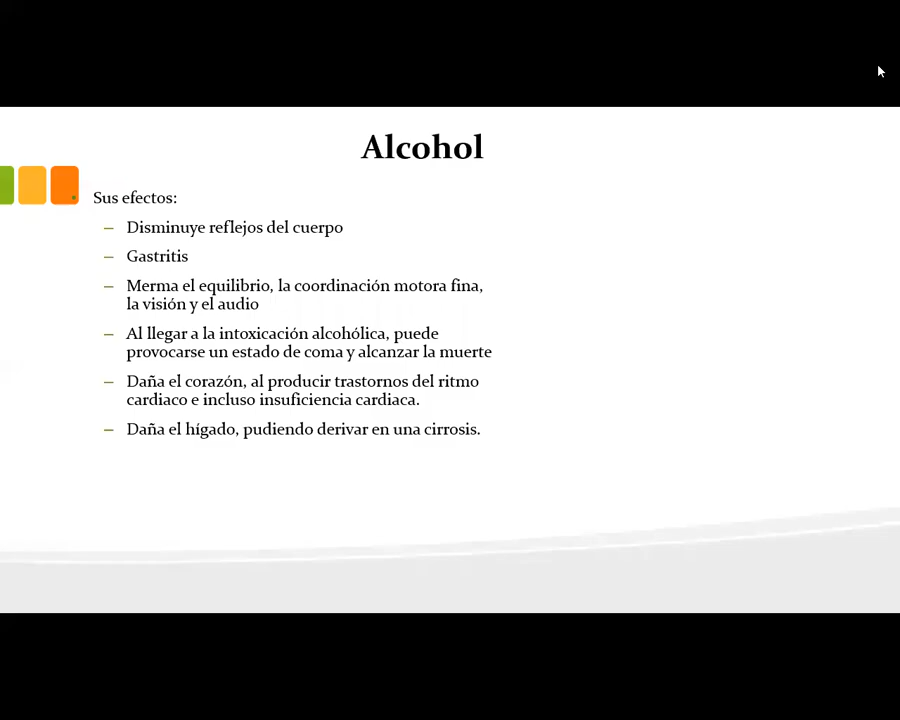 Alcohol
• Sus efectos:
– Disminuye reflejos del cuerpo
– Gastritis
– Merma el equilibrio, la coordinación motora fina,
la visión y el audio
– Al llegar a la intoxicación alcohólica, puede
provocarse un estado de coma y alcanzar la muerte
– Daña el corazón, al producir trastornos del ritmo
cardiaco e incluso insuficiencia cardiaca.
– Daña el hígado, pudiendo derivar en una cirrosis.